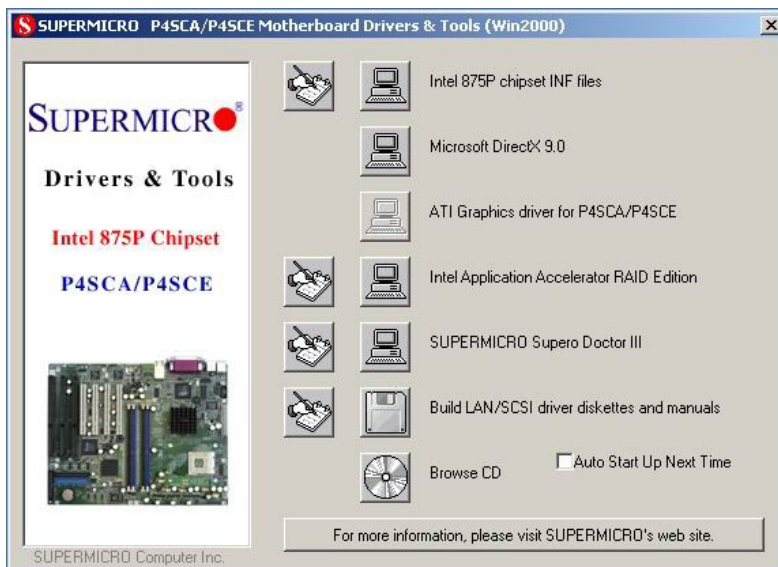 SUPERMICRO P4SCA/P4SCE Motherboard Drivers & Tools (Win2000)
SUPERMICRO®
Drivers & Tools
Intel 875P Chipset
P4SCA/P4SCE
SUPERMICRO Computer Inc.
Intel 875P chipset INF files
Microsoft DirectX 9.0
ATI Graphics driver for P4SCA/P4SCE
Intel Application Accelerator RAID Edition
SUPERMICRO Supero Doctor III
Build LAN/SCSI driver diskettes and manuals
Browse CD
Auto Start Up Next Time
For more information, please visit SUPERMICRO's web site.